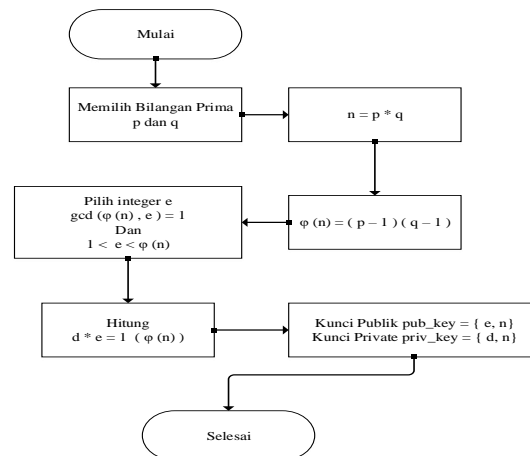 Mulai
Memilih Bilangan Prima
p dan q
n = p * q
φ (n) = ( p – 1 ) ( q – 1 )
Pilih integer e
gcd (φ (n) , e ) = 1
Dan
1 < e < φ (n)
Hitung
d * e = 1 ( φ (n) )
Kunci Publik pub_key = { e, n}
Kunci Private priv_key = { d, n}
Selesai